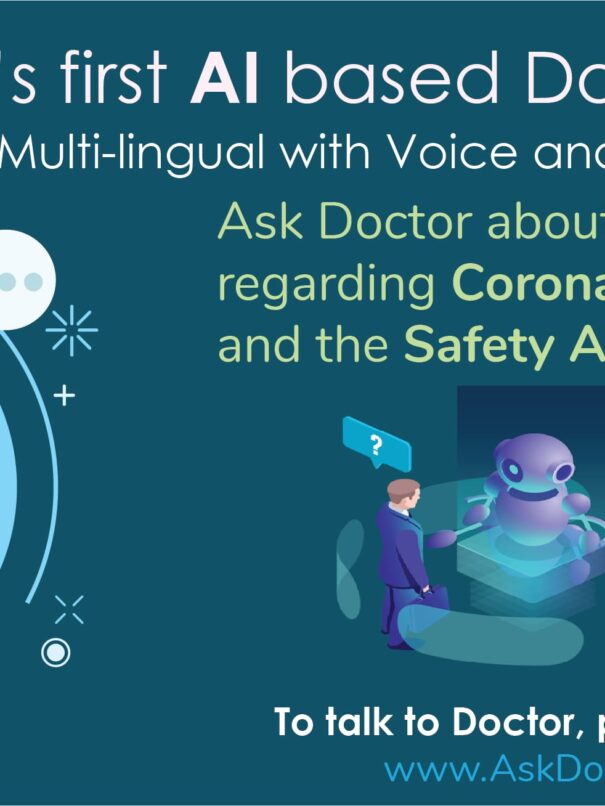 's first AI based Do
Multi-lingual with Voice and
Ask Doctor about
regarding Corona
and the Safety A
?
To talk to Doctor, p
www.AskDo